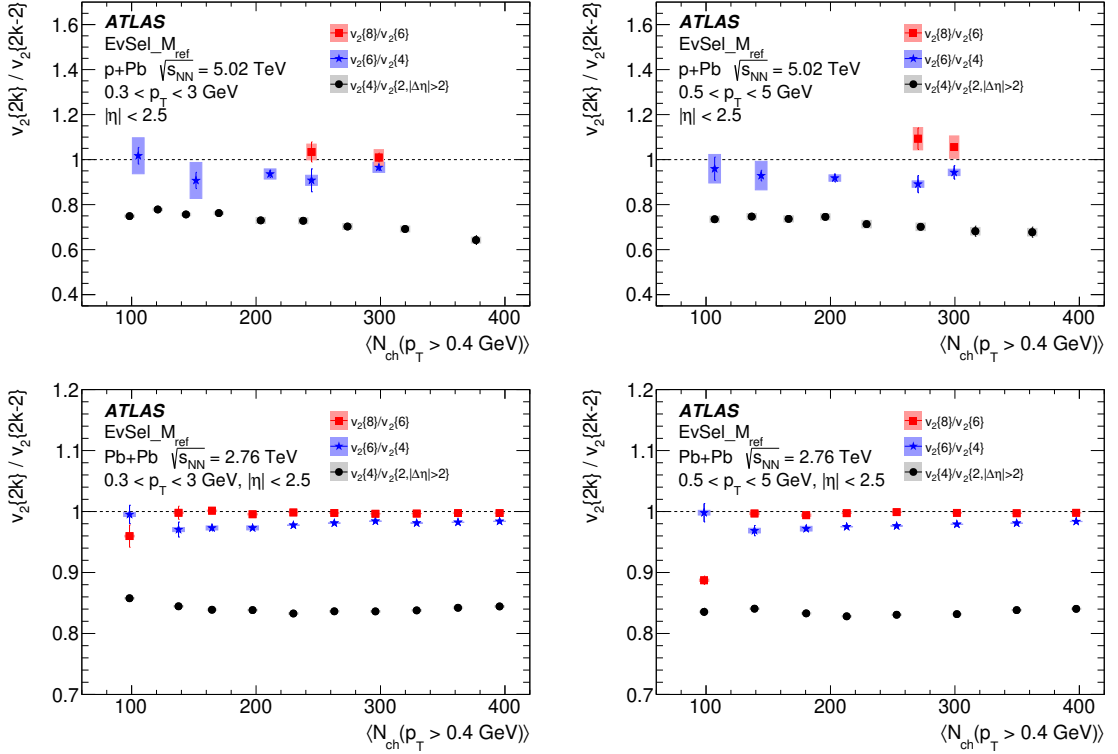 v₂{2k} / v₂{2k-2}
1.6
1.4
1.2
1
0.8
0.6
0.4
ATLAS
EvSel_M_ref
p+Pb √s_NN = 5.02 TeV
0.3 < p_T < 3 GeV
|η| < 2.5
v₂{8}/v₂{6}
v₂{6}/v₂{4}
v₂{4}/v₂{2,|Δη|>2}
100 200 300 400
⟨N_ch(p_T > 0.4 GeV)⟩
v₂{2k} / v₂{2k-2}
1.6
1.4
1.2
1
0.8
0.6
0.4
ATLAS
EvSel_M_ref
p+Pb √s_NN = 5.02 TeV
0.5 < p_T < 5 GeV
|η| < 2.5
v₂{8}/v₂{6}
v₂{6}/v₂{4}
v₂{4}/v₂{2,|Δη|>2}
100 200 300 400
⟨N_ch(p_T > 0.4 GeV)⟩
v₂{2k} / v₂{2k-2}
1.2
1.1
1
0.9
0.8
0.7
ATLAS
EvSel_M_ref
Pb+Pb √s_NN = 2.76 TeV
0.3 < p_T < 3 GeV, |η| < 2.5
v₂{8}/v₂{6}
v₂{6}/v₂{4}
v₂{4}/v₂{2,|Δη|>2}
100 200 300 400
⟨N_ch(p_T > 0.4 GeV)⟩
v₂{2k} / v₂{2k-2}
1.2
1.1
1
0.9
0.8
0.7
ATLAS
EvSel_M_ref
Pb+Pb √s_NN = 2.76 TeV
0.5 < p_T < 5 GeV, |η| < 2.5
v₂{8}/v₂{6}
v₂{6}/v₂{4}
v₂{4}/v₂{2,|Δη|>2}
100 200 300 400
⟨N_ch(p_T > 0.4 GeV)⟩